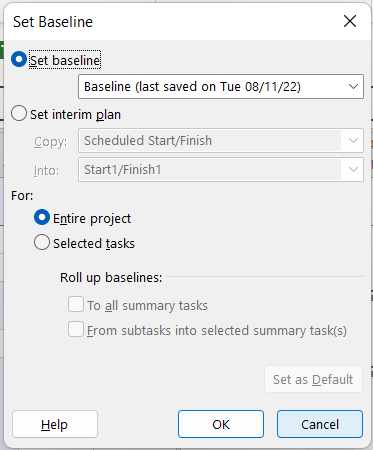 Set Baseline
Set baseline
Baseline (last saved on Tue 08/11/22)
Set interim plan
Copy: Scheduled Start/Finish
Into: Start1/Finish1
For:
Entire project
Selected tasks
Roll up baselines:
To all summary tasks
From subtasks into selected summary task(s)
Set as Default
Help OK Cancel